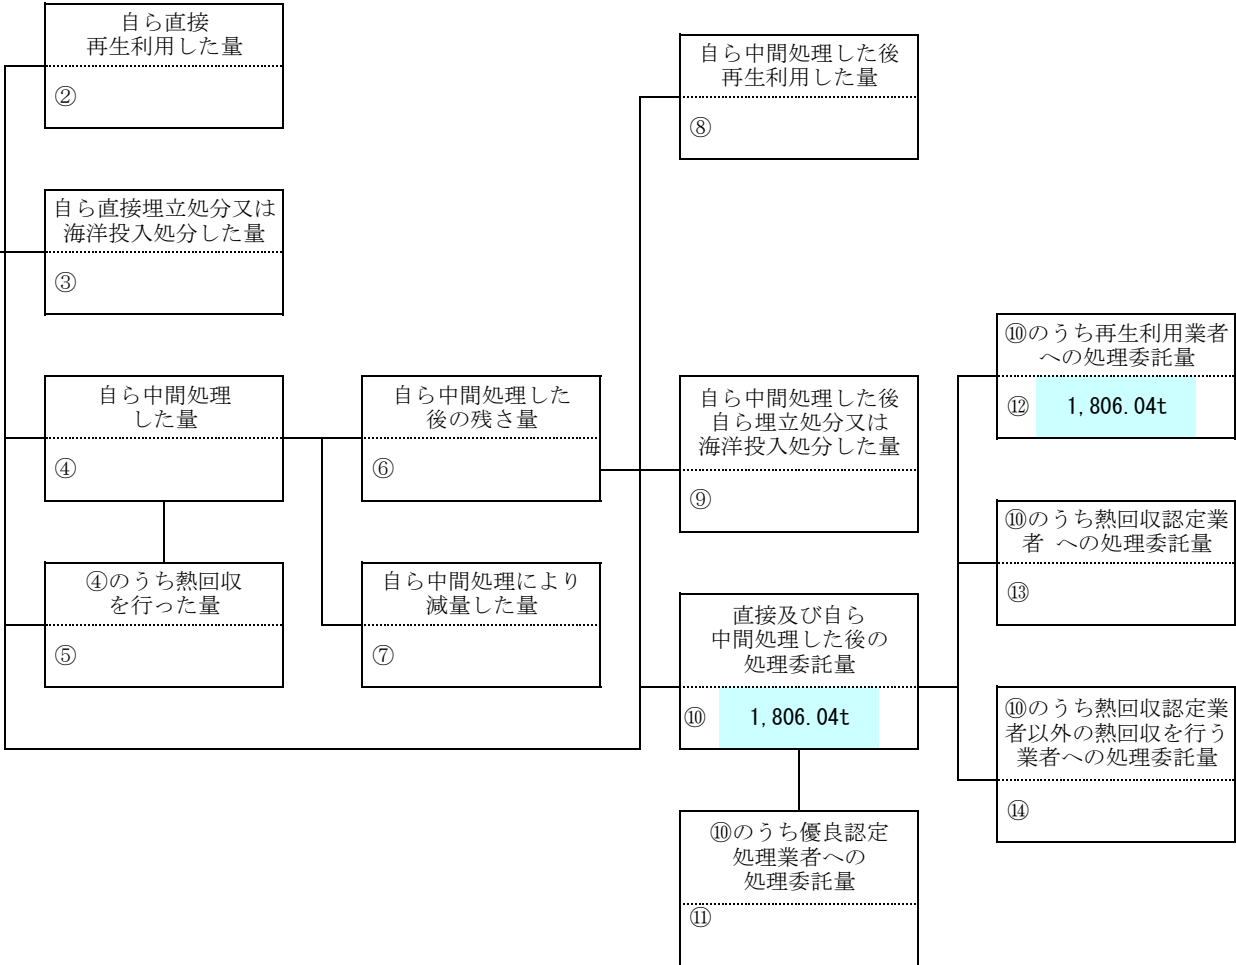 自ら直接
再生利用した量
②
自ら直接埋立処分又は
海洋投入処分した量
③
自ら中間処理
した量
④
④のうち熱回収
を行った量
⑤
自ら中間処理した
後の残さ量
⑥
自ら中間処理により
減量した量
⑦
自ら中間処理した後
再生利用した量
⑧
自ら中間処理した後
自ら埋立処分又は
海洋投入処分した量
⑨
直接及び自ら
中間処理した後の
処理委託量
⑩ 1,806.04t
⑩のうち優良認定
処理業者への
処理委託量
⑪
⑩のうち再生利用業者
への処理委託量
⑫ 1,806.04t
⑩のうち熱回収認定業
者 への処理委託量
⑬
⑩のうち熱回収認定業
者以外の熱回収を行う
業者への処理委託量
⑭